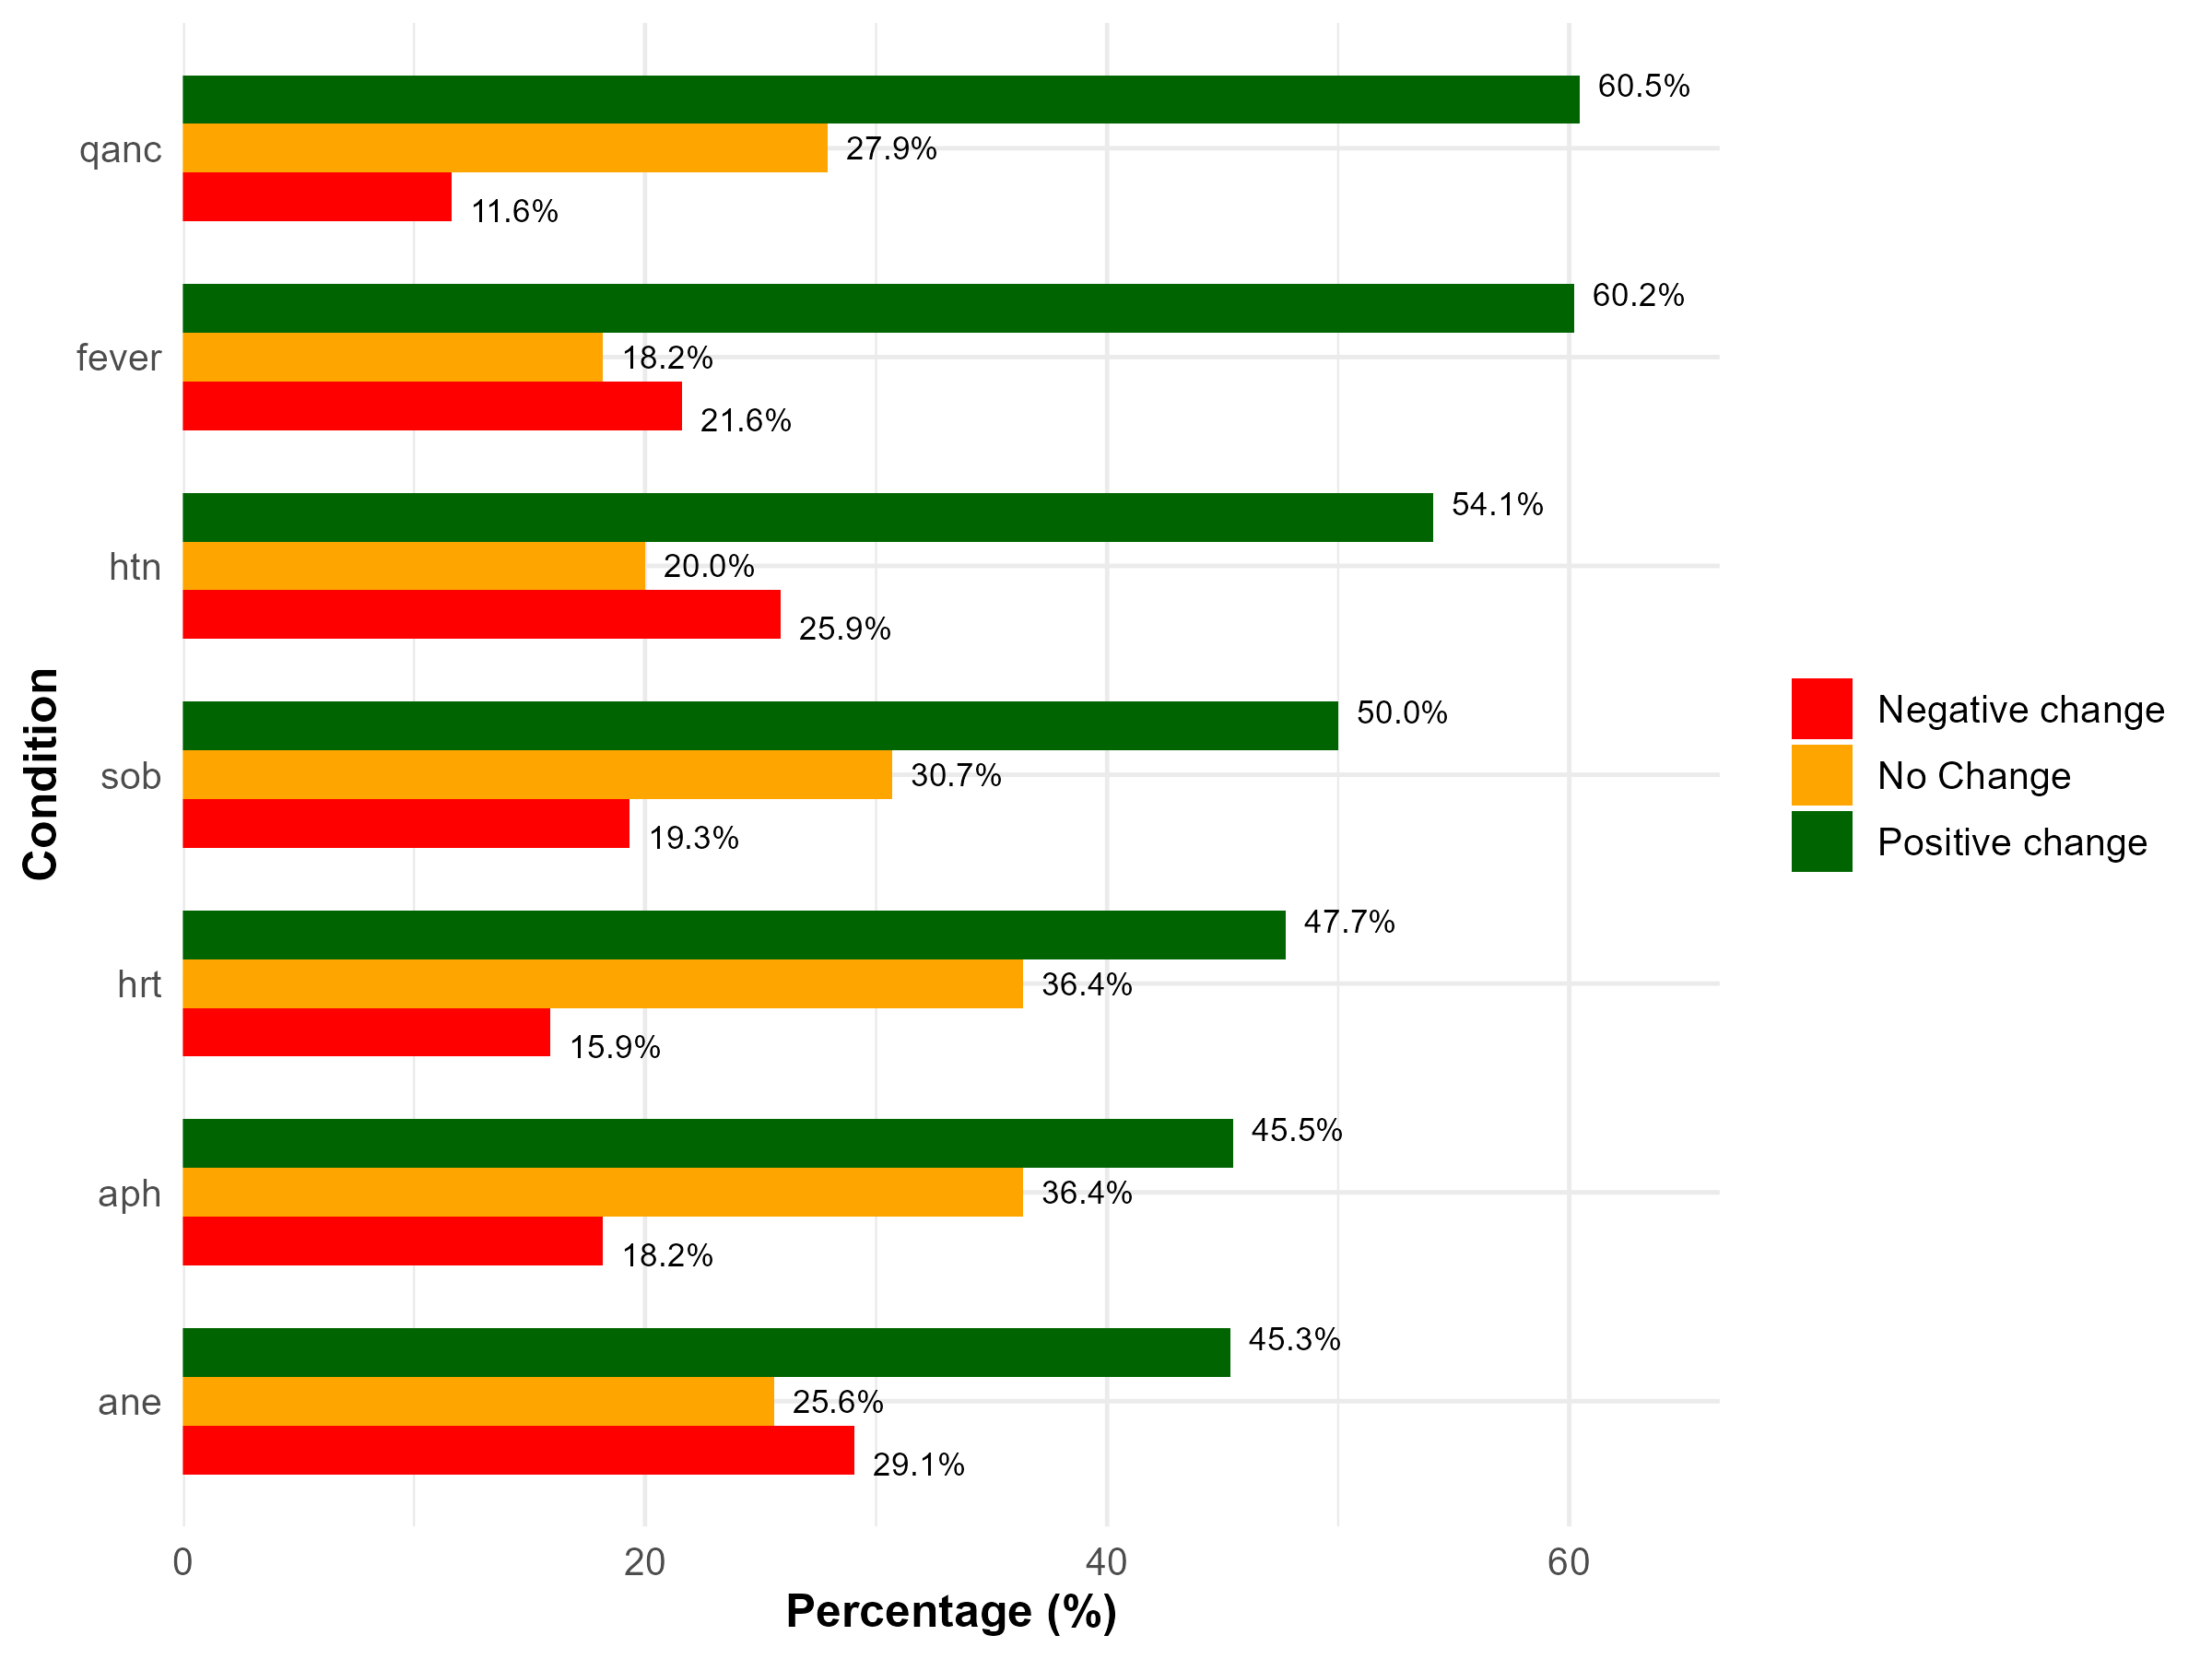 60.5%
qanc
27.9%
11.6%
60.2%
fever
18.2%
21.6%
54.1%
htn
20.0%
25.9%
50.0%
sob
30.7%
19.3%
47.7%
hrt
36.4%
15.9%
45.5%
aph
36.4%
18.2%
45.3%
ane
25.6%
29.1%
0 20 40 60
Percentage (%)
Condition
Negative change
No Change
Positive change